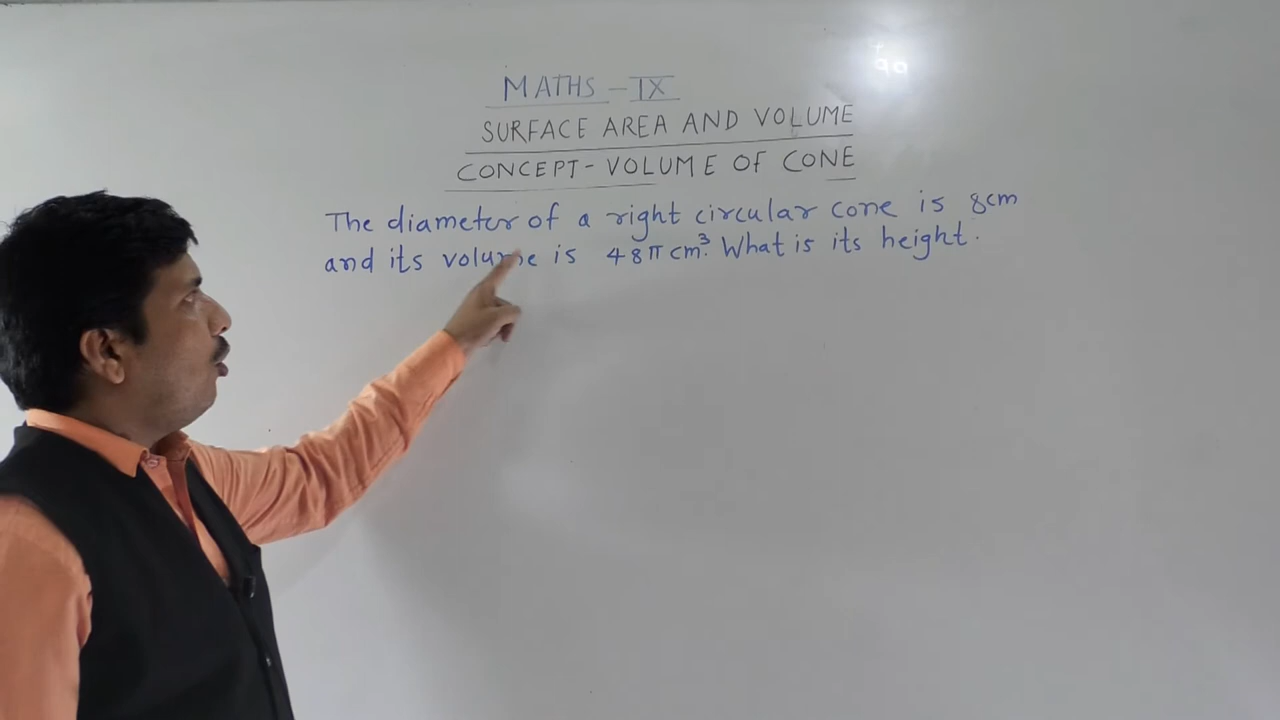 MATHS - IX
SURFACE AREA AND VOLUME
CONCEPT - VOLUME OF CONE
The diameter of a right circular cone is 8cm
and its volume is 48π cm³. What is its height.